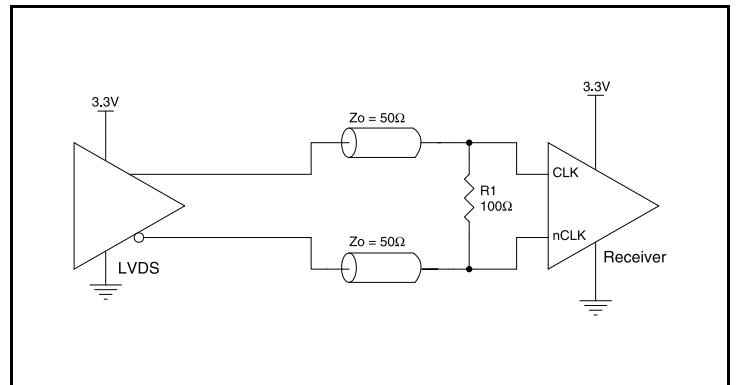 3.3V
3.3V
Zo = 50Ω
CLK
R1
100Ω
nCLK
Zo = 50Ω
LVDS
Receiver